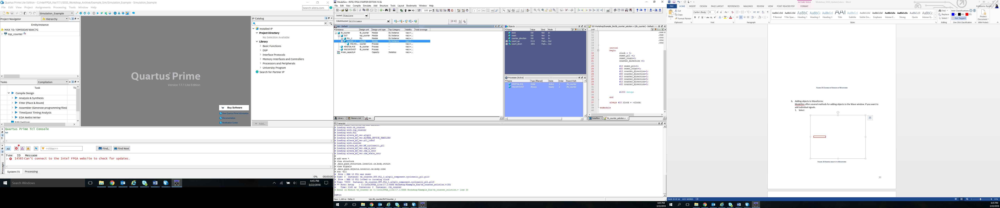 Quartus Prime Lite Edition - C:/intelFPGA_lite/17.1/SSSS_Workshop_Archive/Example_Sim/Simulation_Example - Simulation_Example
File Edit View Project Assignments Processing Tools Window Help
Search altera.com
Simulation_Example
Project Navigator
Hierarchy
Entity:Instance
MAX 10: 10M50DAF484C7G
top_counter
Tasks
Compilation
Task
Compile Design
Analysis & Synthesis
Fitter (Place & Route)
Assembler (Generate programming files)
TimeQuest Timing Analysis
EDA Netlist Writer
Edit Settings
Quartus Prime
Version 17.1 Lite Edition
Buy Software
View Quartus Prime Information
Documentation
Notification Center
IP Catalog
Installed IP
Project Directory
No Selection Available
Library
Basic Functions
DSP
Interface Protocols
Memory Interfaces and Controllers
Processors and Peripherals
University Program
Search for Partner IP
+ Add...
Quartus Prime Tcl Console
tcl>
All
<<Filter>>
Find...
Find Next
Type ID Message
14565 Can't connect to the Intel FPGA website to check for updates.
Messages
System (1) Processing
0% 00:00:00
Search Windows
4:45 PM
3/22/2018
ModelSim - INTEL FPGA STARTER EDITION 10.5b
File Edit View Compile Simulate Add Structure Tools Layout Bookmarks Window Help
100 ps
Layout Simulate
ColumnLayout AllColumns
sim - Default
Instance Design unit Design unit type Top Category Visibility Total coverage
tb_counter tb_counter Module DU Instance +acc=...
DUT top_counter Module DU Instance +acc=...
PLL_1 PLL Module DU Instance +acc=...
counter_1 counter Module DU Instance +acc=...
#ALWA... counter Process - +acc=...
#INITIAL#16 tb_counter Process - +acc=...
#ALWAYS#37 tb_counter Process - +acc=...
#vsim_capacity# Capacity Statistics +acc=...
Library Memory List sim
Objects
Name Value Kind Mode
clock St0 Net In
reset St0 Net In
counter_direction St0 Net In
count_up 0111 Pack... Out
count_down 1001 Pack... Out
Processes (Active)
Name Type (filtered) State Order Parent Path
#INITIAL#16 Initial Active 1 /tb_counter
#ALWAYS#37 Always Ready 2 /tb_counter
SSS Workshop/Example_Sim/tb_counter_solution.v (/tb_counter) - Default
Ln#
10 .res
11 .res
12 .cou
13 .cou
14 .cou
15
16 initial
17 begin
18 clock = 0;
19 reset_pll =1;
20 reset_count=1;
21 counter_direction =0;
22
23 #10 reset_pll=0;
24 #30 reset_count=0;
25 #10 counter_direction=1;
26 #30 counter_direction=0;
27 #10 counter_direction=1;
28 #30 counter_direction=0;
29 #10 counter_direction=1;
30 #30 counter_direction=0;
31
32
33 #1000 $stop;
34
35 end
36
37 always #10 clock = ~clock;
38
39 endmodule
40
Dataflow tb_counter_solution.v
Transcript
# Loading work.tb_counter
# Loading work.top_counter
# Loading work.PLL
# Loading altera_mf_ver.altpll
# Loading altera_mf_ver.ALTERA_DEVICE_FAMILIES
# Loading altera_mf_ver.pll_iobuf
# Loading work.counter
# Loading altera_mf_ver.MF_cycloneiii_pll
# Loading altera_mf_ver.cda_m_cntr
# Loading altera_mf_ver.cda_n_cntr
# Loading altera_mf_ver.cda_scale_cntr
#
# add wave *
# view structure
# .main_pane.structure.interior.cs.body.struct
# view signals
# .main_pane.objects.interior.cs.body.tree
# run -all
# Note : MAX 10 PLL was reset
# Time: 0 Instance: tb_counter.DUT.PLL_1.altpll_component.cycloneiii_pll.pll3
# Note : MAX 10 PLL locked to incoming clock
# Time: 70000 Instance: tb_counter.DUT.PLL_1.altpll_component.cycloneiii_pll.pll3
# ** Note: $stop : C:/intelFPGA_lite/17.1/SSSS Workshop/Example_Sim/tb_counter_solution.v(33)
# Time: 1160 ns Iteration: 0 Instance: /tb_counter
# Break in Module tb_counter at C:/intelFPGA_lite/17.1/SSSS Workshop/Example_Sim/tb_counter_solution.v line 33
VSIM 2>
Now: 1,160 ns Delta: 0 sim:/tb_counter/DUT/counter_1
4:45 PM
3/22/2018
PICTURE TOOLS
Workshop_SSSS_Update2.docx - Word
FILE HOME INSERT DESIGN PAGE LAYOUT REFERENCES MAILINGS REVIEW VIEW FOXIT READER PDF FORMAT
Paste
Cut
Copy
Format Painter
Clipboard
Calibri (Body) 11
Font
Paragraph
¶ Normal ¶ No Spac... Heading 1 Heading 2 Heading 3 Title Subtitle Subtle Em... Emphasis Intense E... Strong Quote Intense Q...
Styles
Find
Replace
Select
Editing
Intel Classifications
IC IRS ITS
Not Tagged
One Click Classification
Protect
Document
ERM Protect
Figure 19 Zoomed in Version of Waveform
b. Adding objects to Waveforms:
ModelSim offers several methods for adding objects to the Wave window. If you want to
add individual signals.
1. Select
Figure 20 Adding objects to Waveform
20
PAGE 20 OF 44 6231 WORDS
91%
4:45 PM
3/22/2018